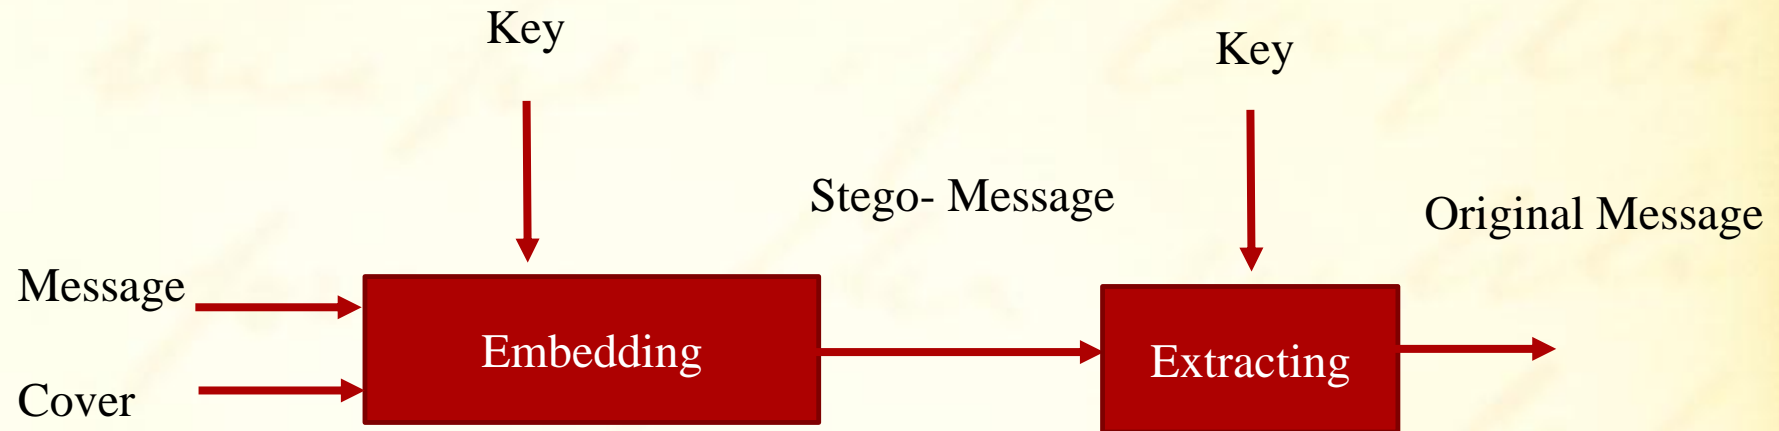 Key
Key
Stego- Message
Original Message
Message
Embedding
Extracting
Cover